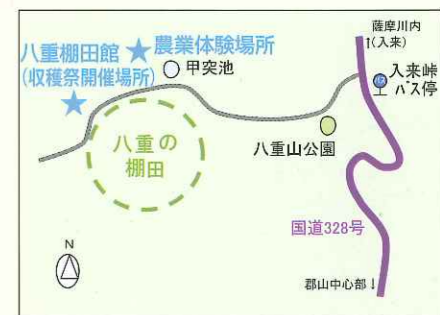 薩摩川内
↑(入来)
八重棚田館
(収穫祭開催場所)
農業体験場所
甲突池
入来峠
バス停
八重の
棚田
八重山公園
国道328号
N
郡山中心部↓